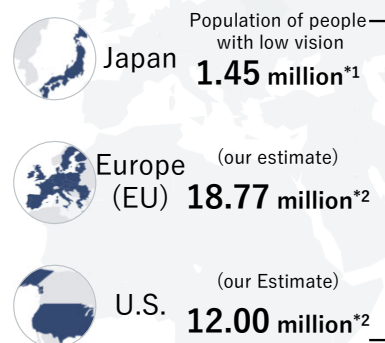 Population of people
with low vision
Japan
1.45 million*1
Europe
(EU)
(our estimate)
18.77 million*2
U.S.
(our Estimate)
12.00 million*2